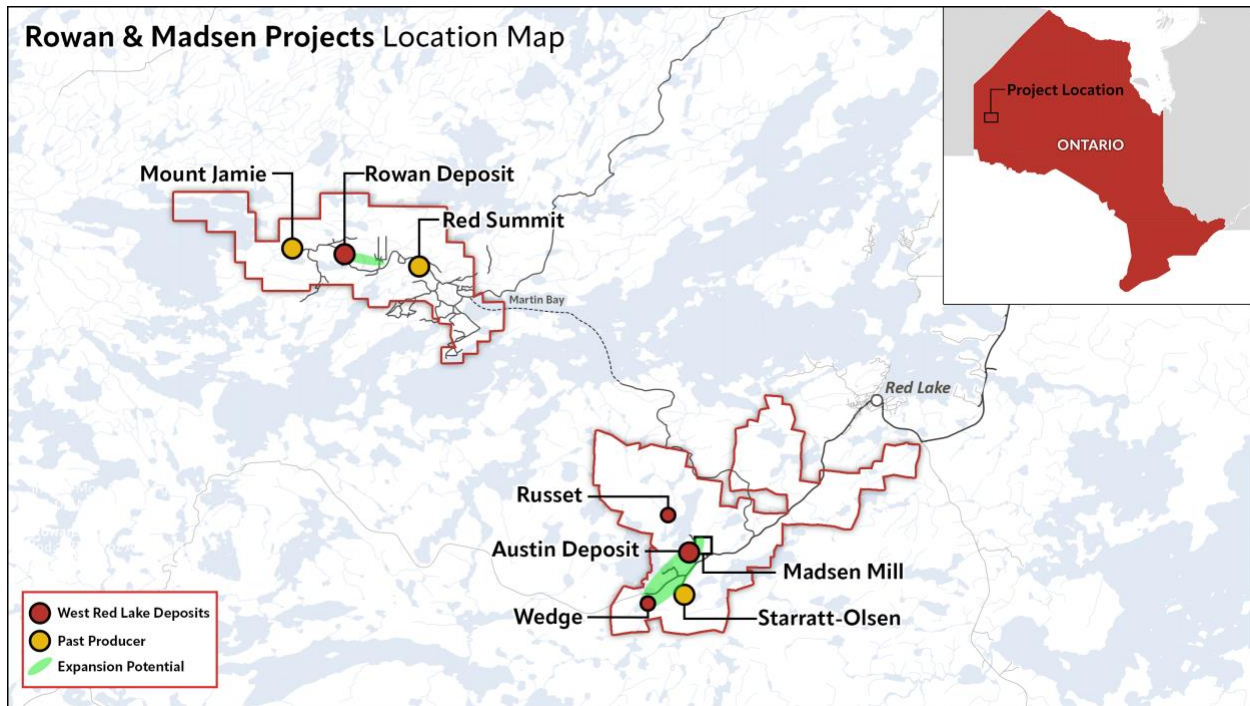 Rowan & Madsen Projects Location Map
Project Location
ONTARIO
Mount Jamie
Rowan Deposit
Red Summit
Martin Bay
Red Lake
Russet
Austin Deposit
Madsen Mill
Wedge
Starratt-Olsen
West Red Lake Deposits
Past Producer
Expansion Potential